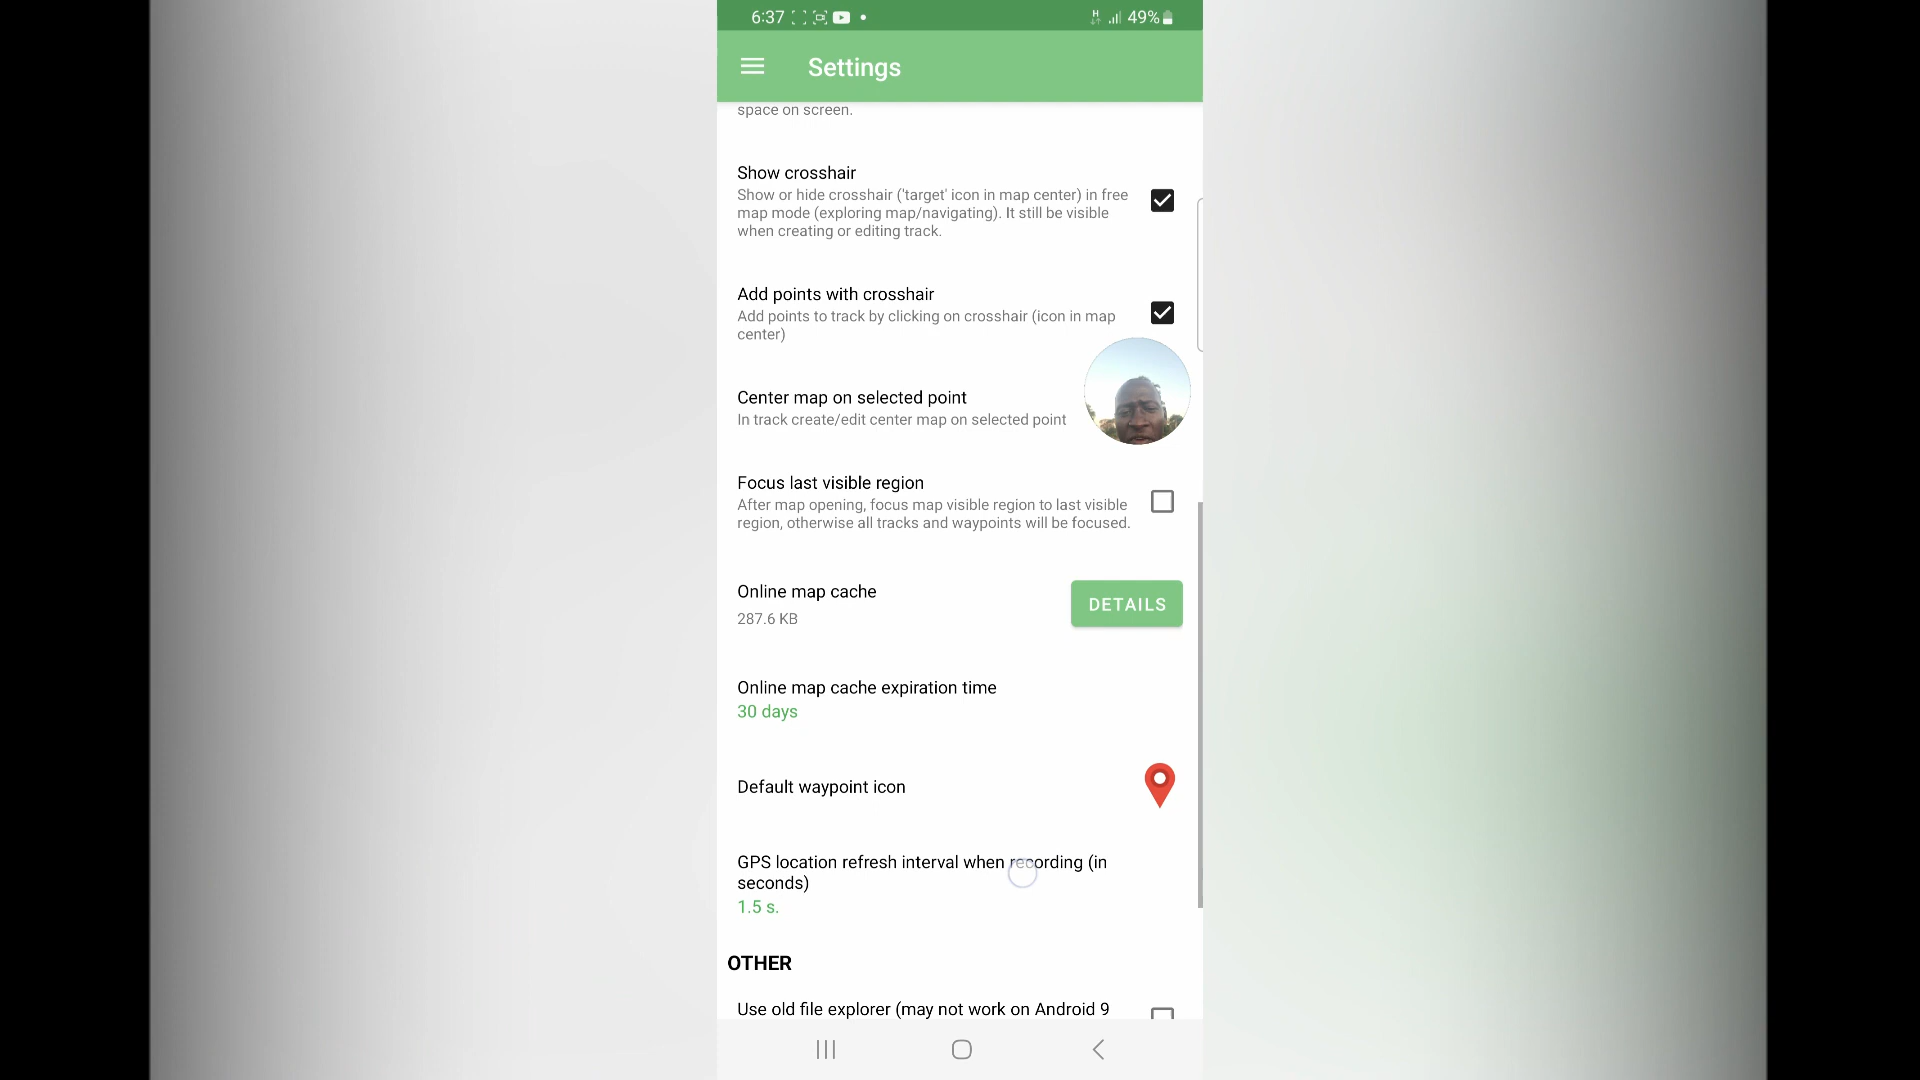 6:37
H
49%
Settings
space on screen.
Show crosshair
Show or hide crosshair ('target' icon in map center) in free
map mode (exploring map/navigating). It still be visible
when creating or editing track.
Add points with crosshair
Add points to track by clicking on crosshair (icon in map
center)
Center map on selected point
In track create/edit center map on selected point
Focus last visible region
After map opening, focus map visible region to last visible
region, otherwise all tracks and waypoints will be focused.
Online map cache
287.6 KB
DETAILS
Online map cache expiration time
30 days
Default waypoint icon
GPS location refresh interval when recording (in
seconds)
1.5 s.
OTHER
Use old file explorer (may not work on Android 9